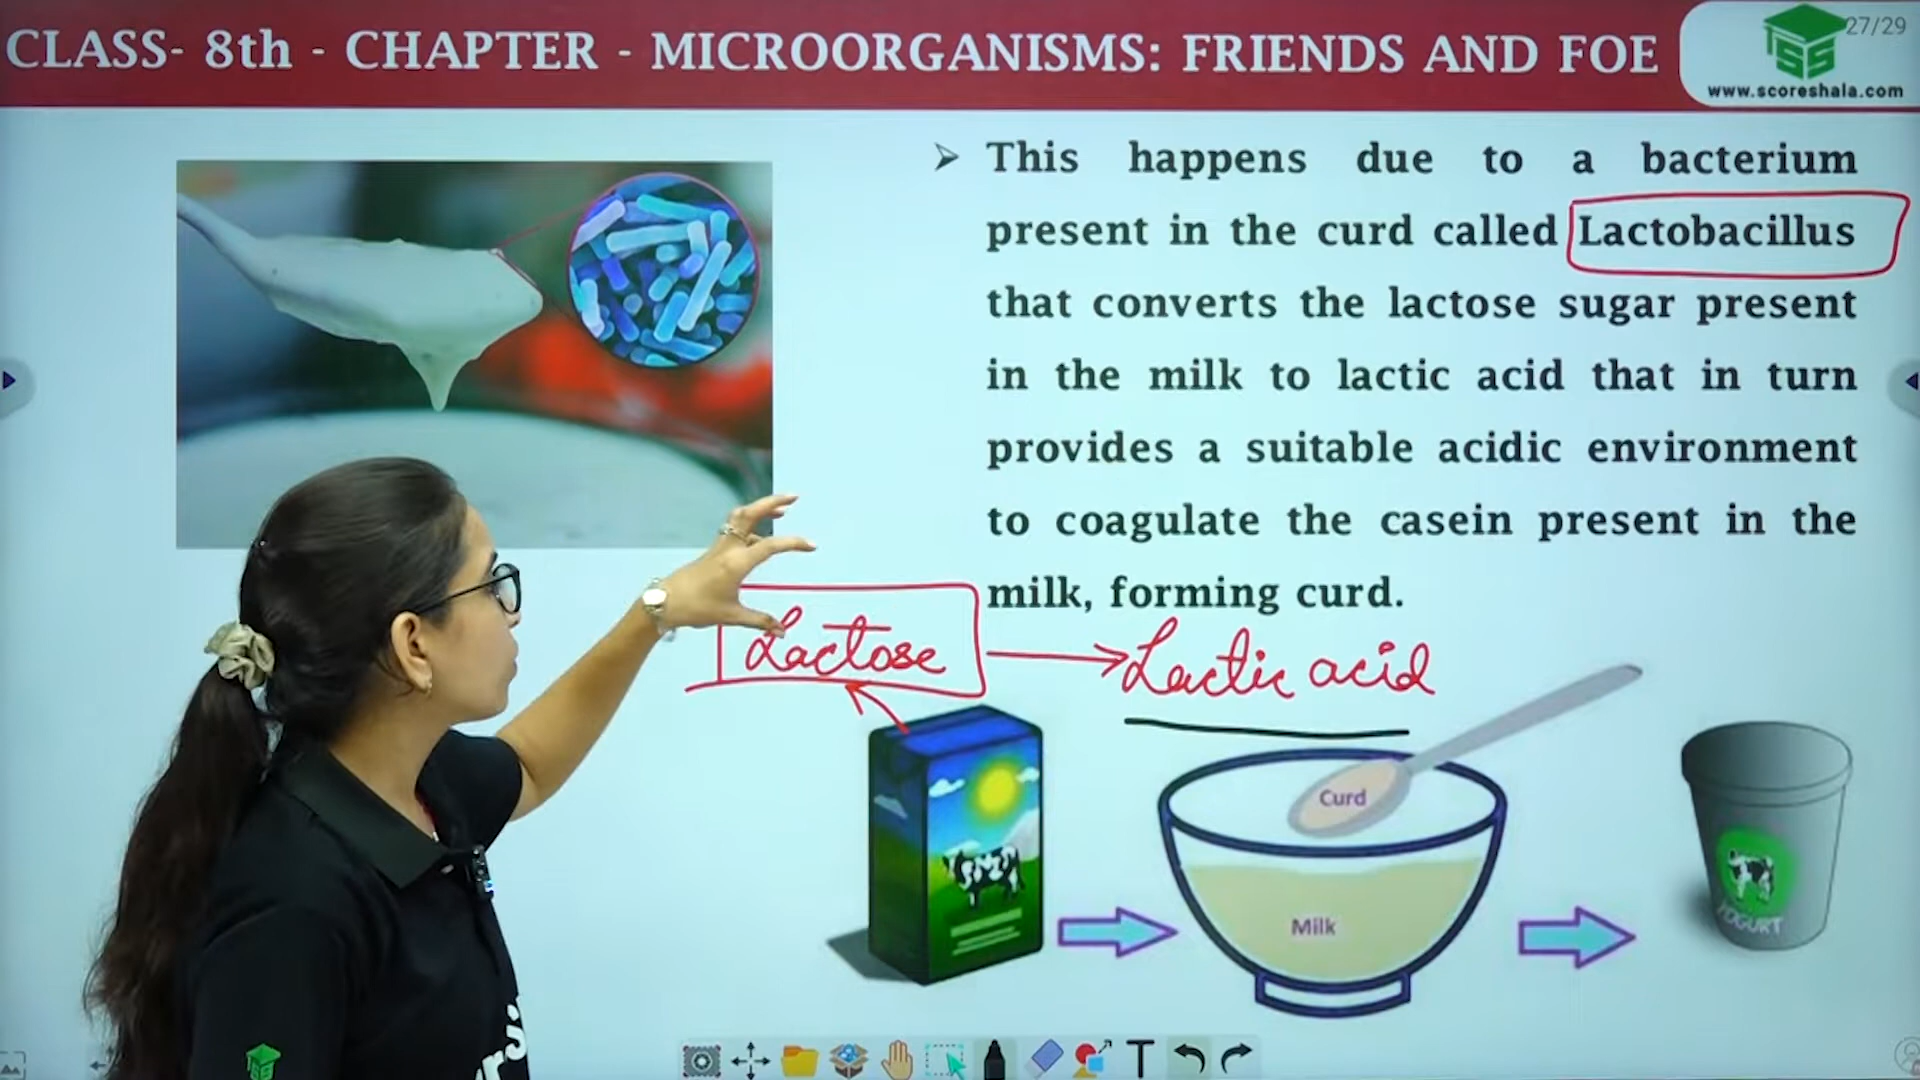 CLASS- 8th - CHAPTER - MICROORGANISMS: FRIENDS AND FOE
27/29
www.scoreshala.com
➢ This happens due to a bacterium
present in the curd called Lactobacillus
that converts the lactose sugar present
in the milk to lactic acid that in turn
provides a suitable acidic environment
to coagulate the casein present in the
milk, forming curd.
Lactose → Lactic acid
Curd
Milk
YOGURT
T